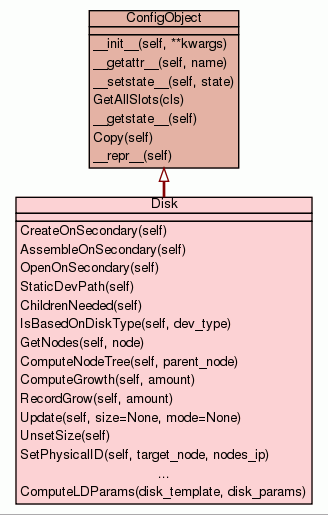 ConfigObject
__init__(self, **kwargs)
__getattr__(self, name)
__setstate__(self, state)
GetAllSlots(cls)
__getstate__(self)
Copy(self)
__repr__(self)
Disk
CreateOnSecondary(self)
AssembleOnSecondary(self)
OpenOnSecondary(self)
StaticDevPath(self)
ChildrenNeeded(self)
IsBasedOnDiskType(self, dev_type)
GetNodes(self, node)
ComputeNodeTree(self, parent_node)
ComputeGrowth(self, amount)
RecordGrow(self, amount)
Update(self, size=None, mode=None)
UnsetSize(self)
SetPhysicalID(self, target_node, nodes_ip)
...
ComputeLDParams(disk_template, disk_params)